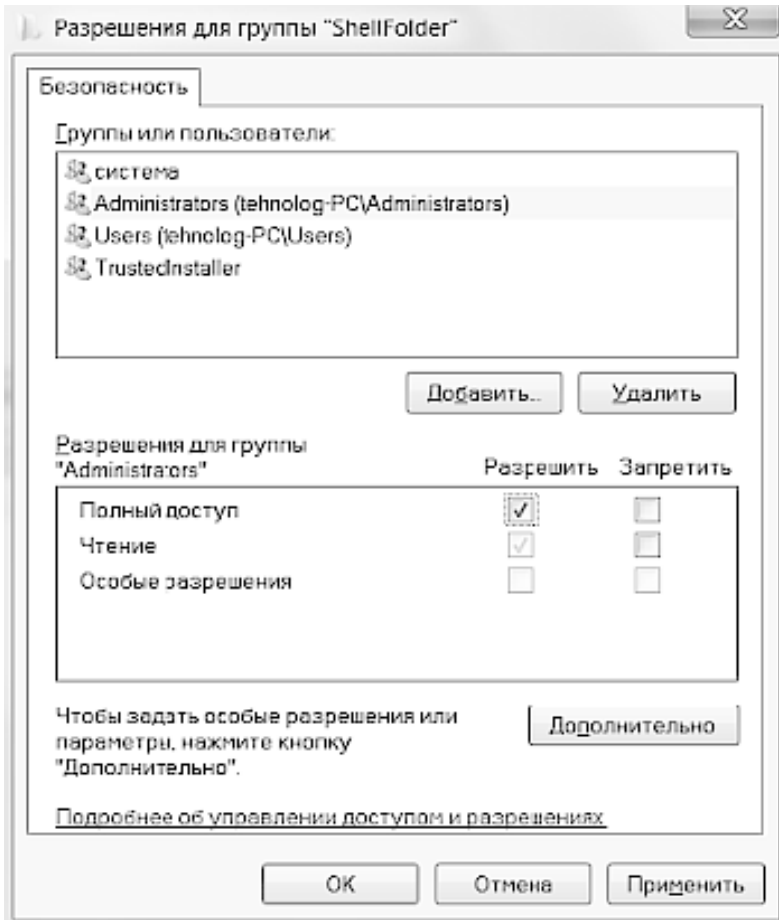 Разрешения для группы "ShellFolder"
Безопасность
Группы или пользователи:
система
Administrators (tehnolog-PC\Administrators)
Users (tehnolog-PC\Users)
TrustedInstaller
Добавить...
Удалить
Разрешения для группы
"Administrators"
Разрешить Запретить
Полный доступ
Чтение
Особые разрешения
Чтобы задать особые разрешения или
параметры, нажмите кнопку
"Дополнительно".
Дополнительно
Подробнее об управлении доступом и разрешениях
ОК
Отмена
Применить